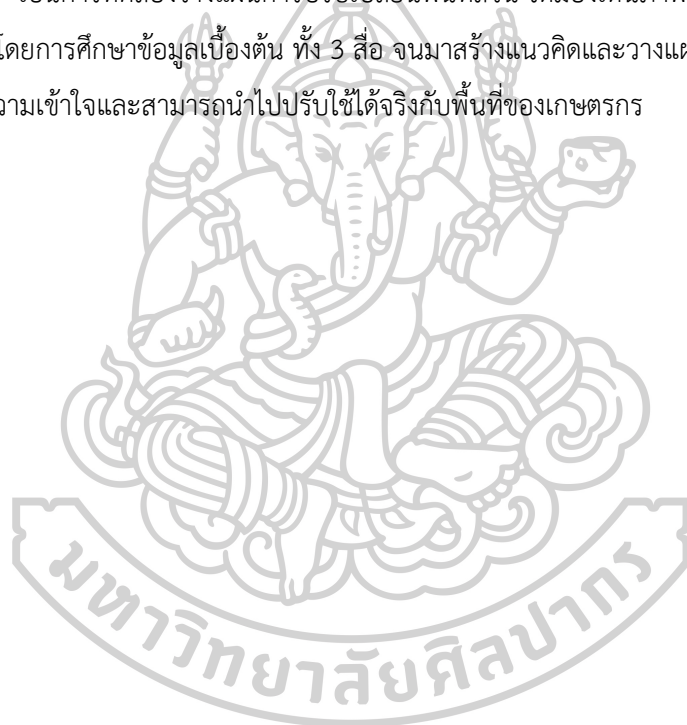 โดยการศึกษาข้อมูลเบื้องต้น ทั้ง 3 สื่อ จนมาสร้างแนวคิดและวางแ
วามเข้าใจและสามารถนำไปปรับใช้ได้จริงกับพื้นที่ของเกษตรกร
มหาวิทยาลัยศิลปากร